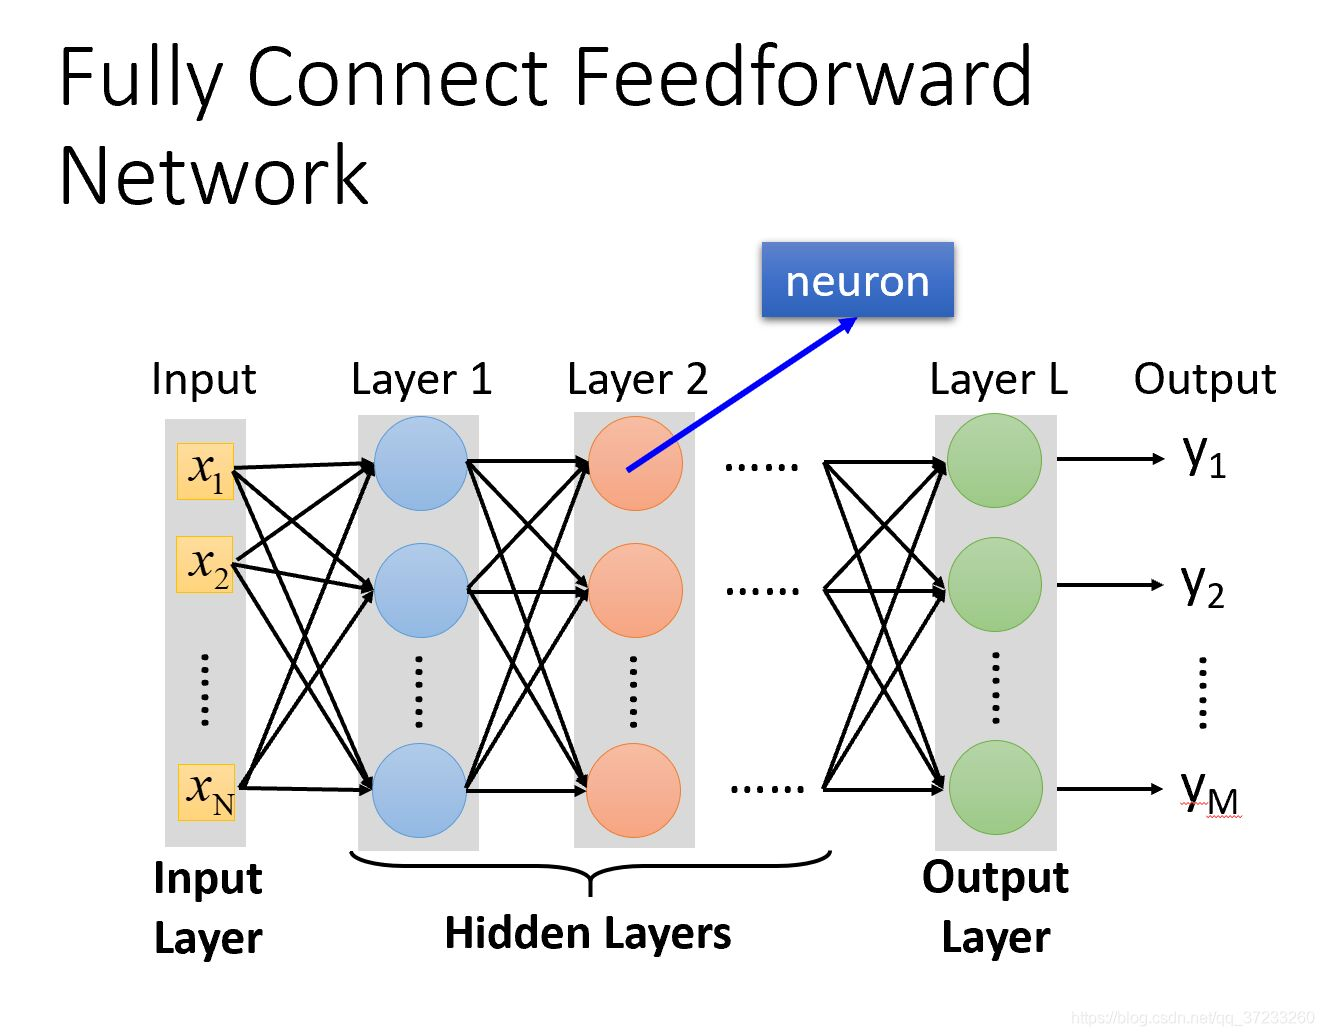 Fully Connect Feedforward
Network
neuron
Input Layer 1 Layer 2 Layer L Output
x1
y1
x2
y2
xN
yM
......
......
......
Input
Layer
Hidden Layers
Output
Layer
https://blog.csdn.net/qq_37233260